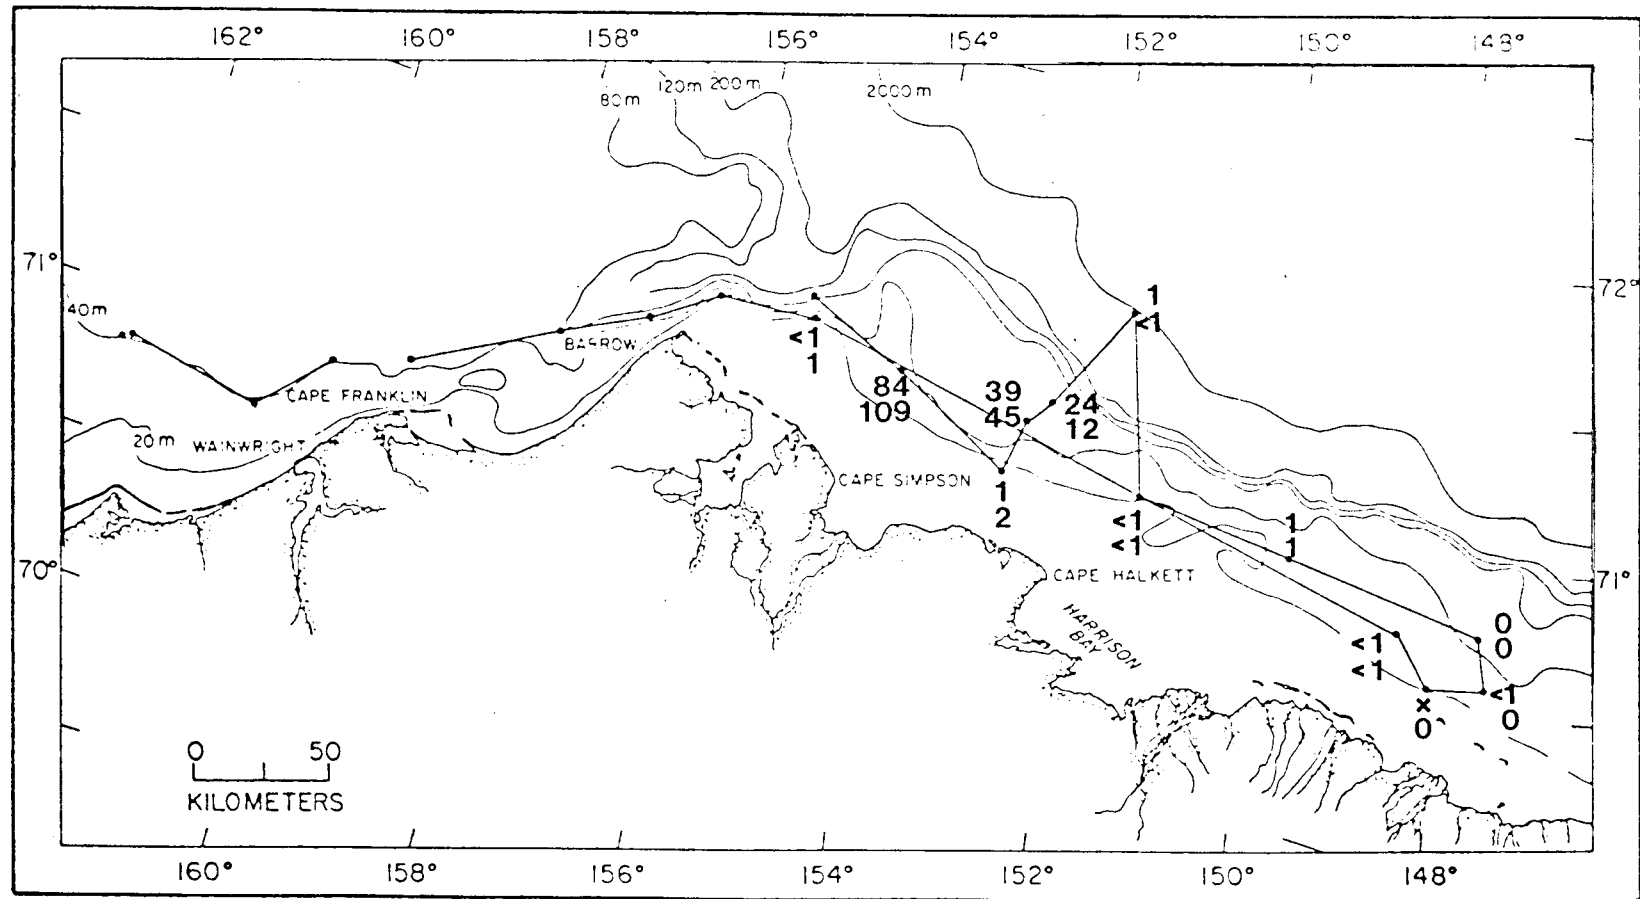 162° 160° 158° 156° 154° 152° 150° 148°
80m 120m 200m 2000m
71°
72°
40m
1
<1
<1
1
BARROW
84
109
39
45
24
12
CAPE FRANKLIN
20m
WAINWRIGHT
CAPE SIMPSON
1
2
<1
<1
1
1
70°
71°
CAPE HALKETT
HARRISON
BAY
0
0
<1
<1
x
0
<1
0
0 50
KILOMETERS
160° 158° 156° 154° 152° 150° 148°